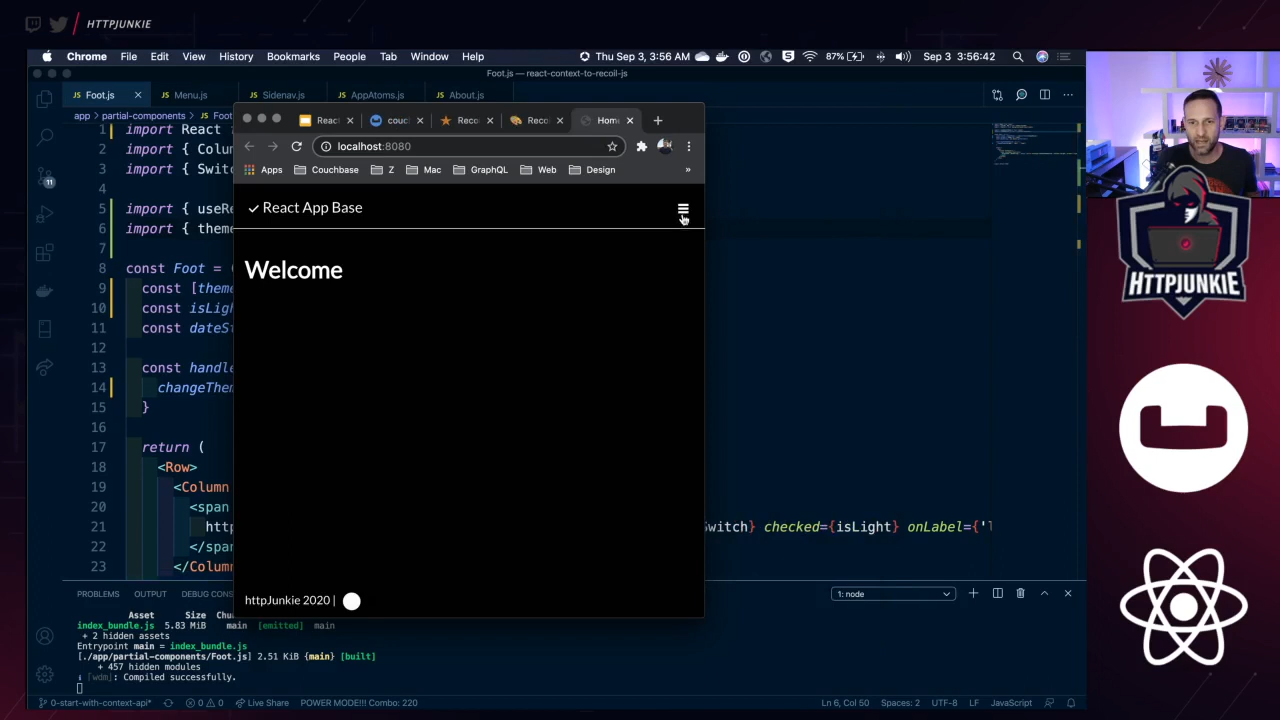 HTTPJUNKIE
Chrome File Edit View History Bookmarks People Tab Window Help
Thu Sep 3, 3:56 AM 87% Sep 3 3:56:42
Foot.js — react-context-to-recoil-js
JS Foot.js JS Menu.js JS Sidenav.js JS AppAtoms.js JS About.js
app > partial-components > JS Foot
Home
localhost:8080
Apps Couchbase Z Mac GraphQL Web Design »
React App Base
Welcome
httpJunkie 2020 |
1 import React
2 import { Colu
3 import { Swit
4
5 import { useRe
6 import { theme
7
8 const Foot = (
9 const [theme
10 const isLigh
11 const dateSt
12
13 const handle
14 changeThem
15 }
16
17 return (
18 <Row>
19 <Column
20 <span
21 http witch} checked={isLight} onLabel={'T
22 </span
23 </Colum
PROBLEMS OUTPUT DEBUG CONS 1: node
Asset Size Chu
index_bundle.js 5.83 MiB main [emitted] main
+ 2 hidden assets
Entrypoint main = index_bundle.js
[./app/partial-components/Foot.js] 2.51 KiB {main} [built]
+ 457 hidden modules
i ｢wdm｣: Compiled successfully.
11
0-start-with-context-api* 0 0 Live Share POWER MODE!!! Combo: 220 Ln 6, Col 50 Spaces: 2 UTF-8 LF JavaScript
HTTPJUNKIE